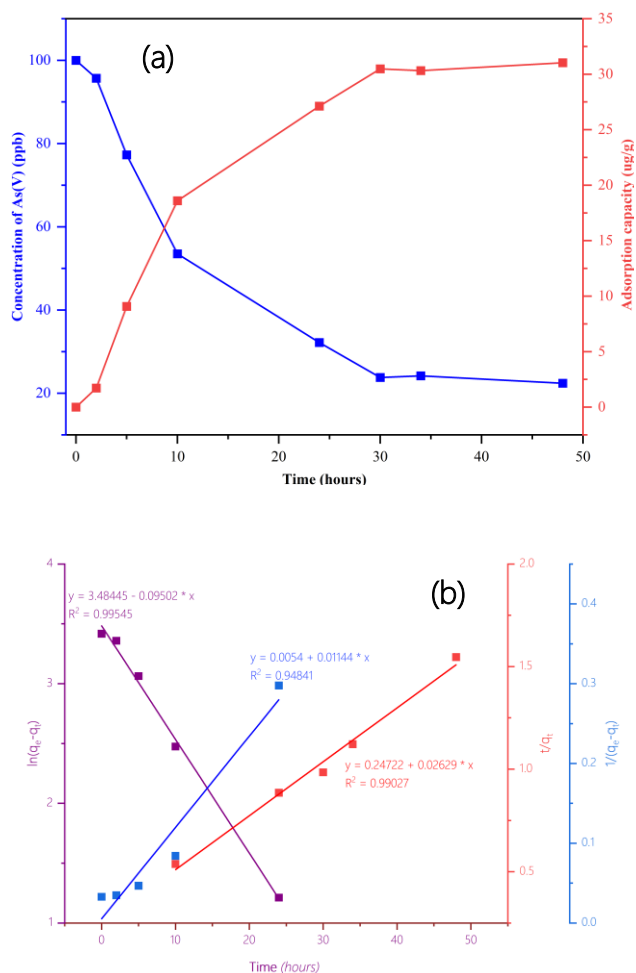 (a)
Concentration of As(V) (ppb)
100
80
60
40
20
35
30
25
20
15
10
5
0
Adsorption capacity (ug/g)
0
10
20
30
40
50
Time (hours)
(b)
ln(qₑ-qₜ)
4
3
2
1
y = 3.48445 - 0.09502 * x
R² = 0.99545
y = 0.0054 + 0.01144 * x
R² = 0.94841
y = 0.24722 + 0.02629 * x
R² = 0.99027
2.0
1.5
1.0
0.5
t/qₜ
0.4
0.3
0.2
0.1
0.0
1/(qₑ-qₜ)
0
10
20
30
40
50
Time (hours)